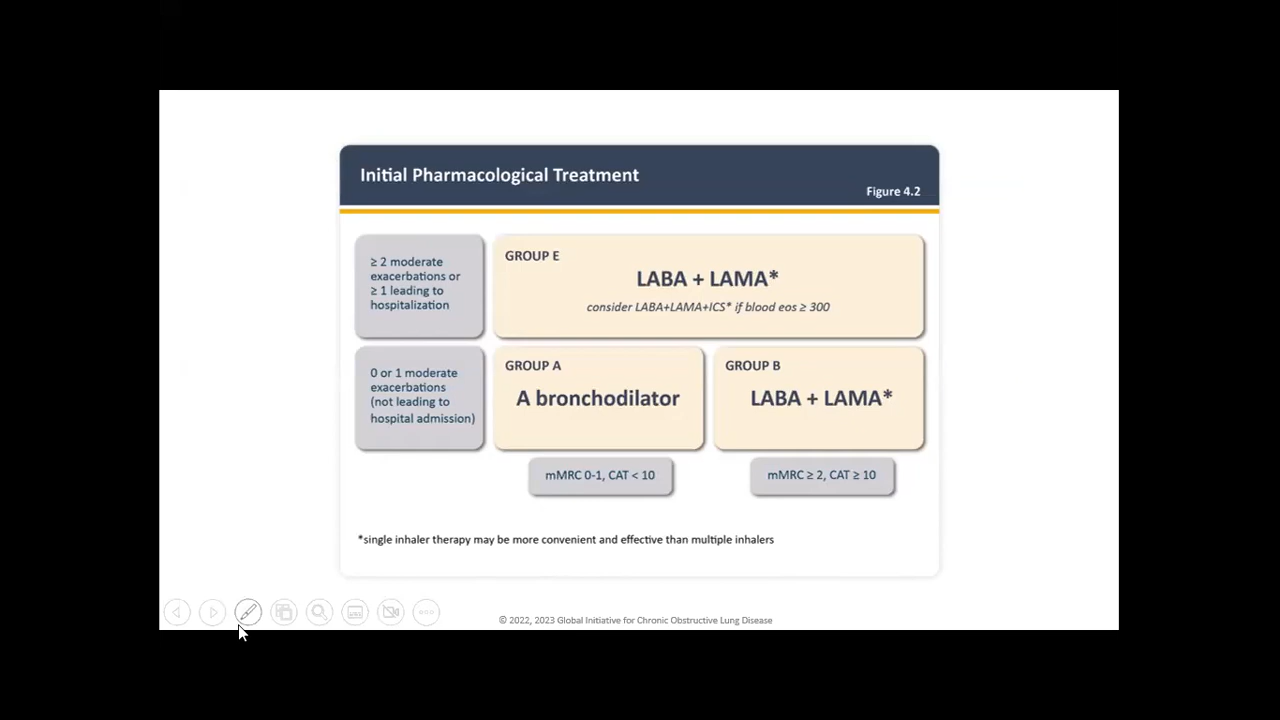 Initial Pharmacological Treatment
Figure 4.2
≥ 2 moderate
exacerbations or
≥ 1 leading to
hospitalization
GROUP E
LABA + LAMA*
consider LABA+LAMA+ICS* if blood eos ≥ 300
0 or 1 moderate
exacerbations
(not leading to
hospital admission)
GROUP A
A bronchodilator
GROUP B
LABA + LAMA*
mMRC 0-1, CAT < 10
mMRC ≥ 2, CAT ≥ 10
*single inhaler therapy may be more convenient and effective than multiple inhalers
© 2022, 2023 Global Initiative for Chronic Obstructive Lung Disease